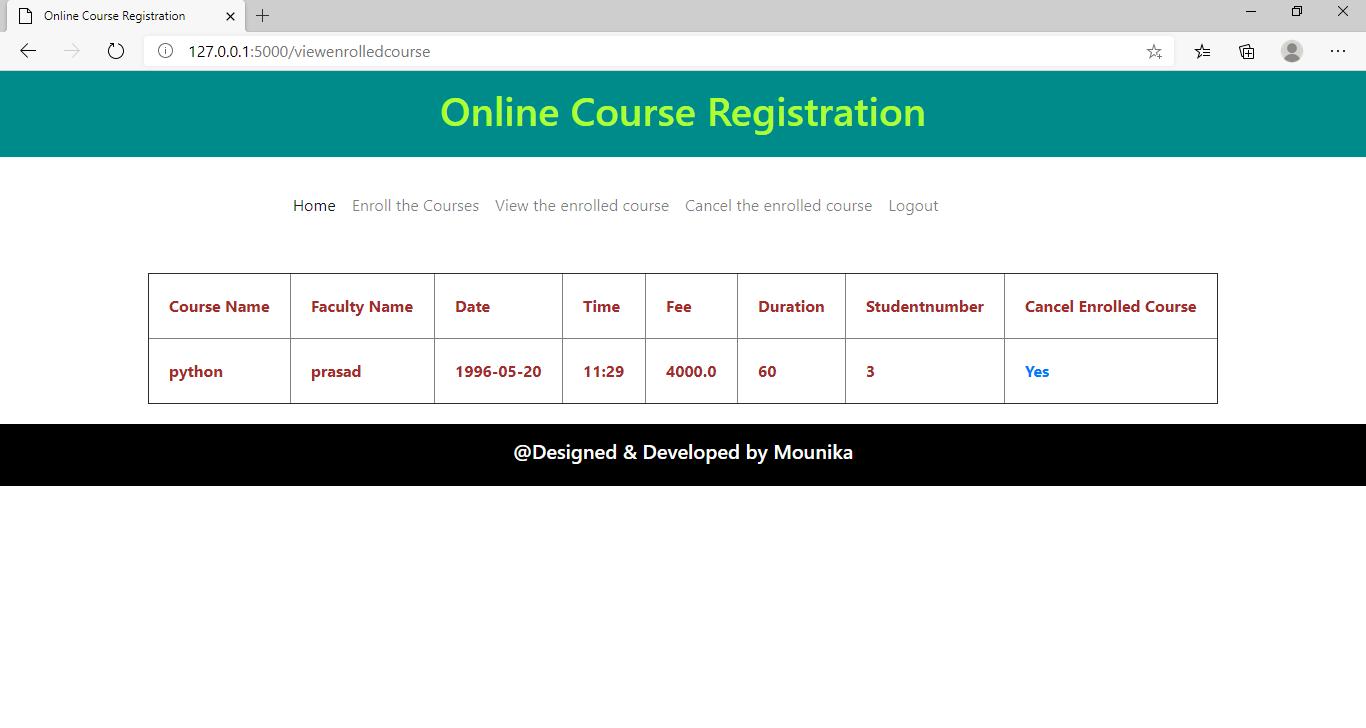 Online Course Registration
127.0.0.1:5000/viewenrolledcourse
Online Course Registration
Home Enroll the Courses View the enrolled course Cancel the enrolled course Logout
Course Name Faculty Name Date Time Fee Duration Studentnumber Cancel Enrolled Course
python prasad 1996-05-20 11:29 4000.0 60 3 Yes
@Designed & Developed by Mounika